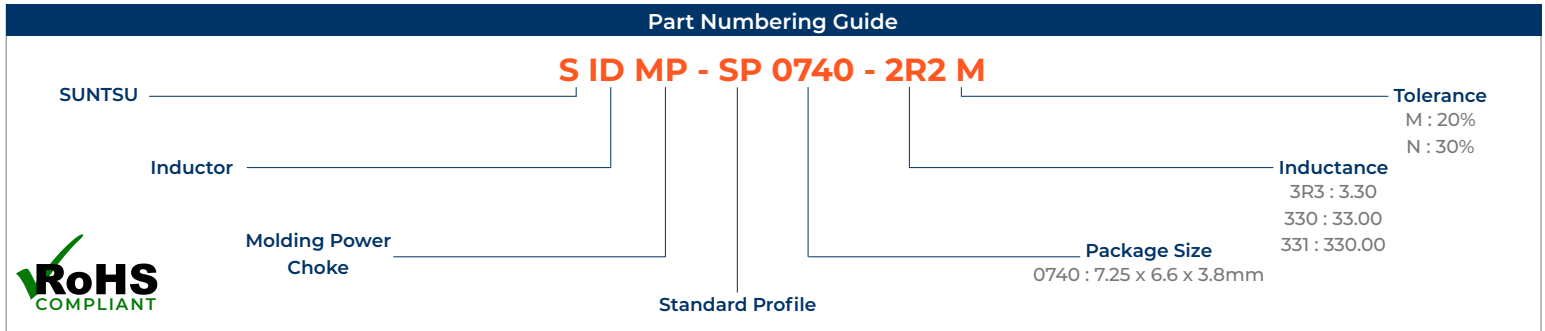 Part Numbering Guide
S ID MP - SP 0740 - 2R2 M
SUNTSU
Tolerance
M : 20%
N : 30%
Inductor
Inductance
3R3 : 3.30
330 : 33.00
331 : 330.00
Molding Power
Choke
Package Size
0740 : 7.25 x 6.6 x 3.8mm
Standard Profile
RoHS
COMPLIANT